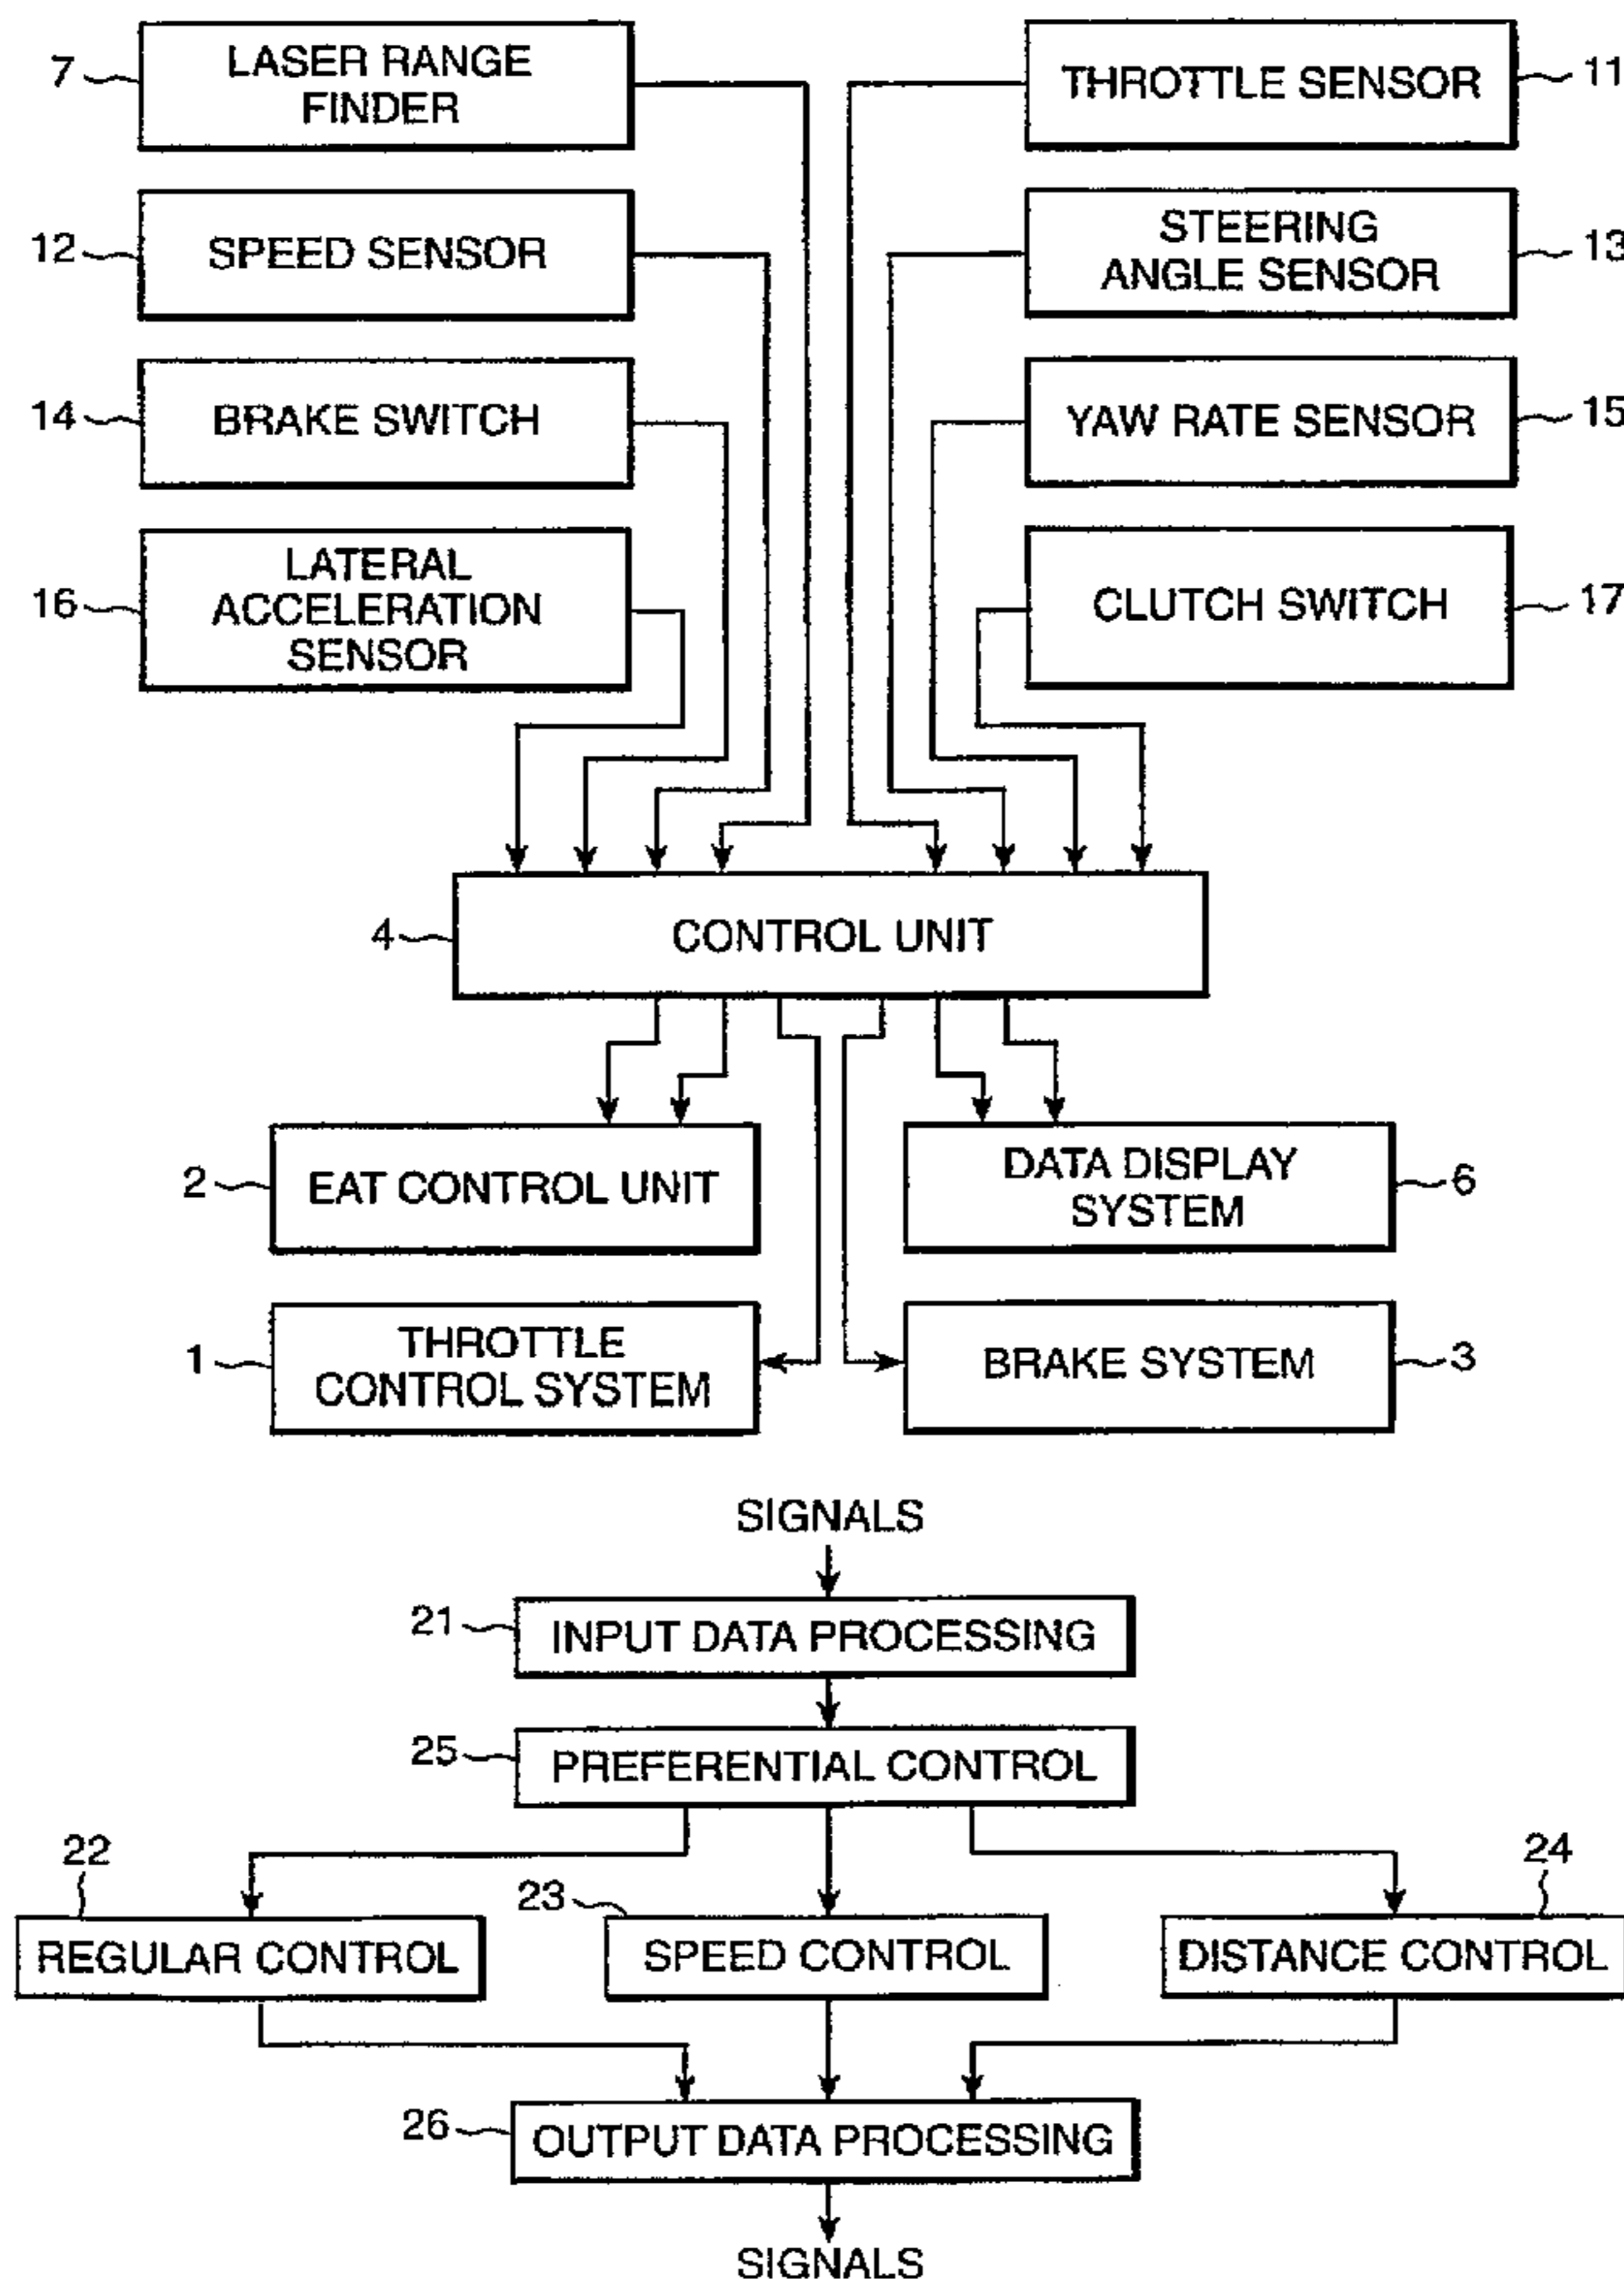 7
LASER RANGE
FINDER
THROTTLE SENSOR
11
12
SPEED SENSOR
STEERING
ANGLE SENSOR
13
14
BRAKE SWITCH
YAW RATE SENSOR
15
16
LATERAL
ACCELERATION
SENSOR
CLUTCH SWITCH
17
4
CONTROL UNIT
2
EAT CONTROL UNIT
DATA DISPLAY
SYSTEM
6
1
THROTTLE
CONTROL SYSTEM
BRAKE SYSTEM
3
SIGNALS
21
INPUT DATA PROCESSING
25
PREFERENTIAL CONTROL
22
REGULAR CONTROL
23
SPEED CONTROL
24
DISTANCE CONTROL
26
OUTPUT DATA PROCESSING
SIGNALS